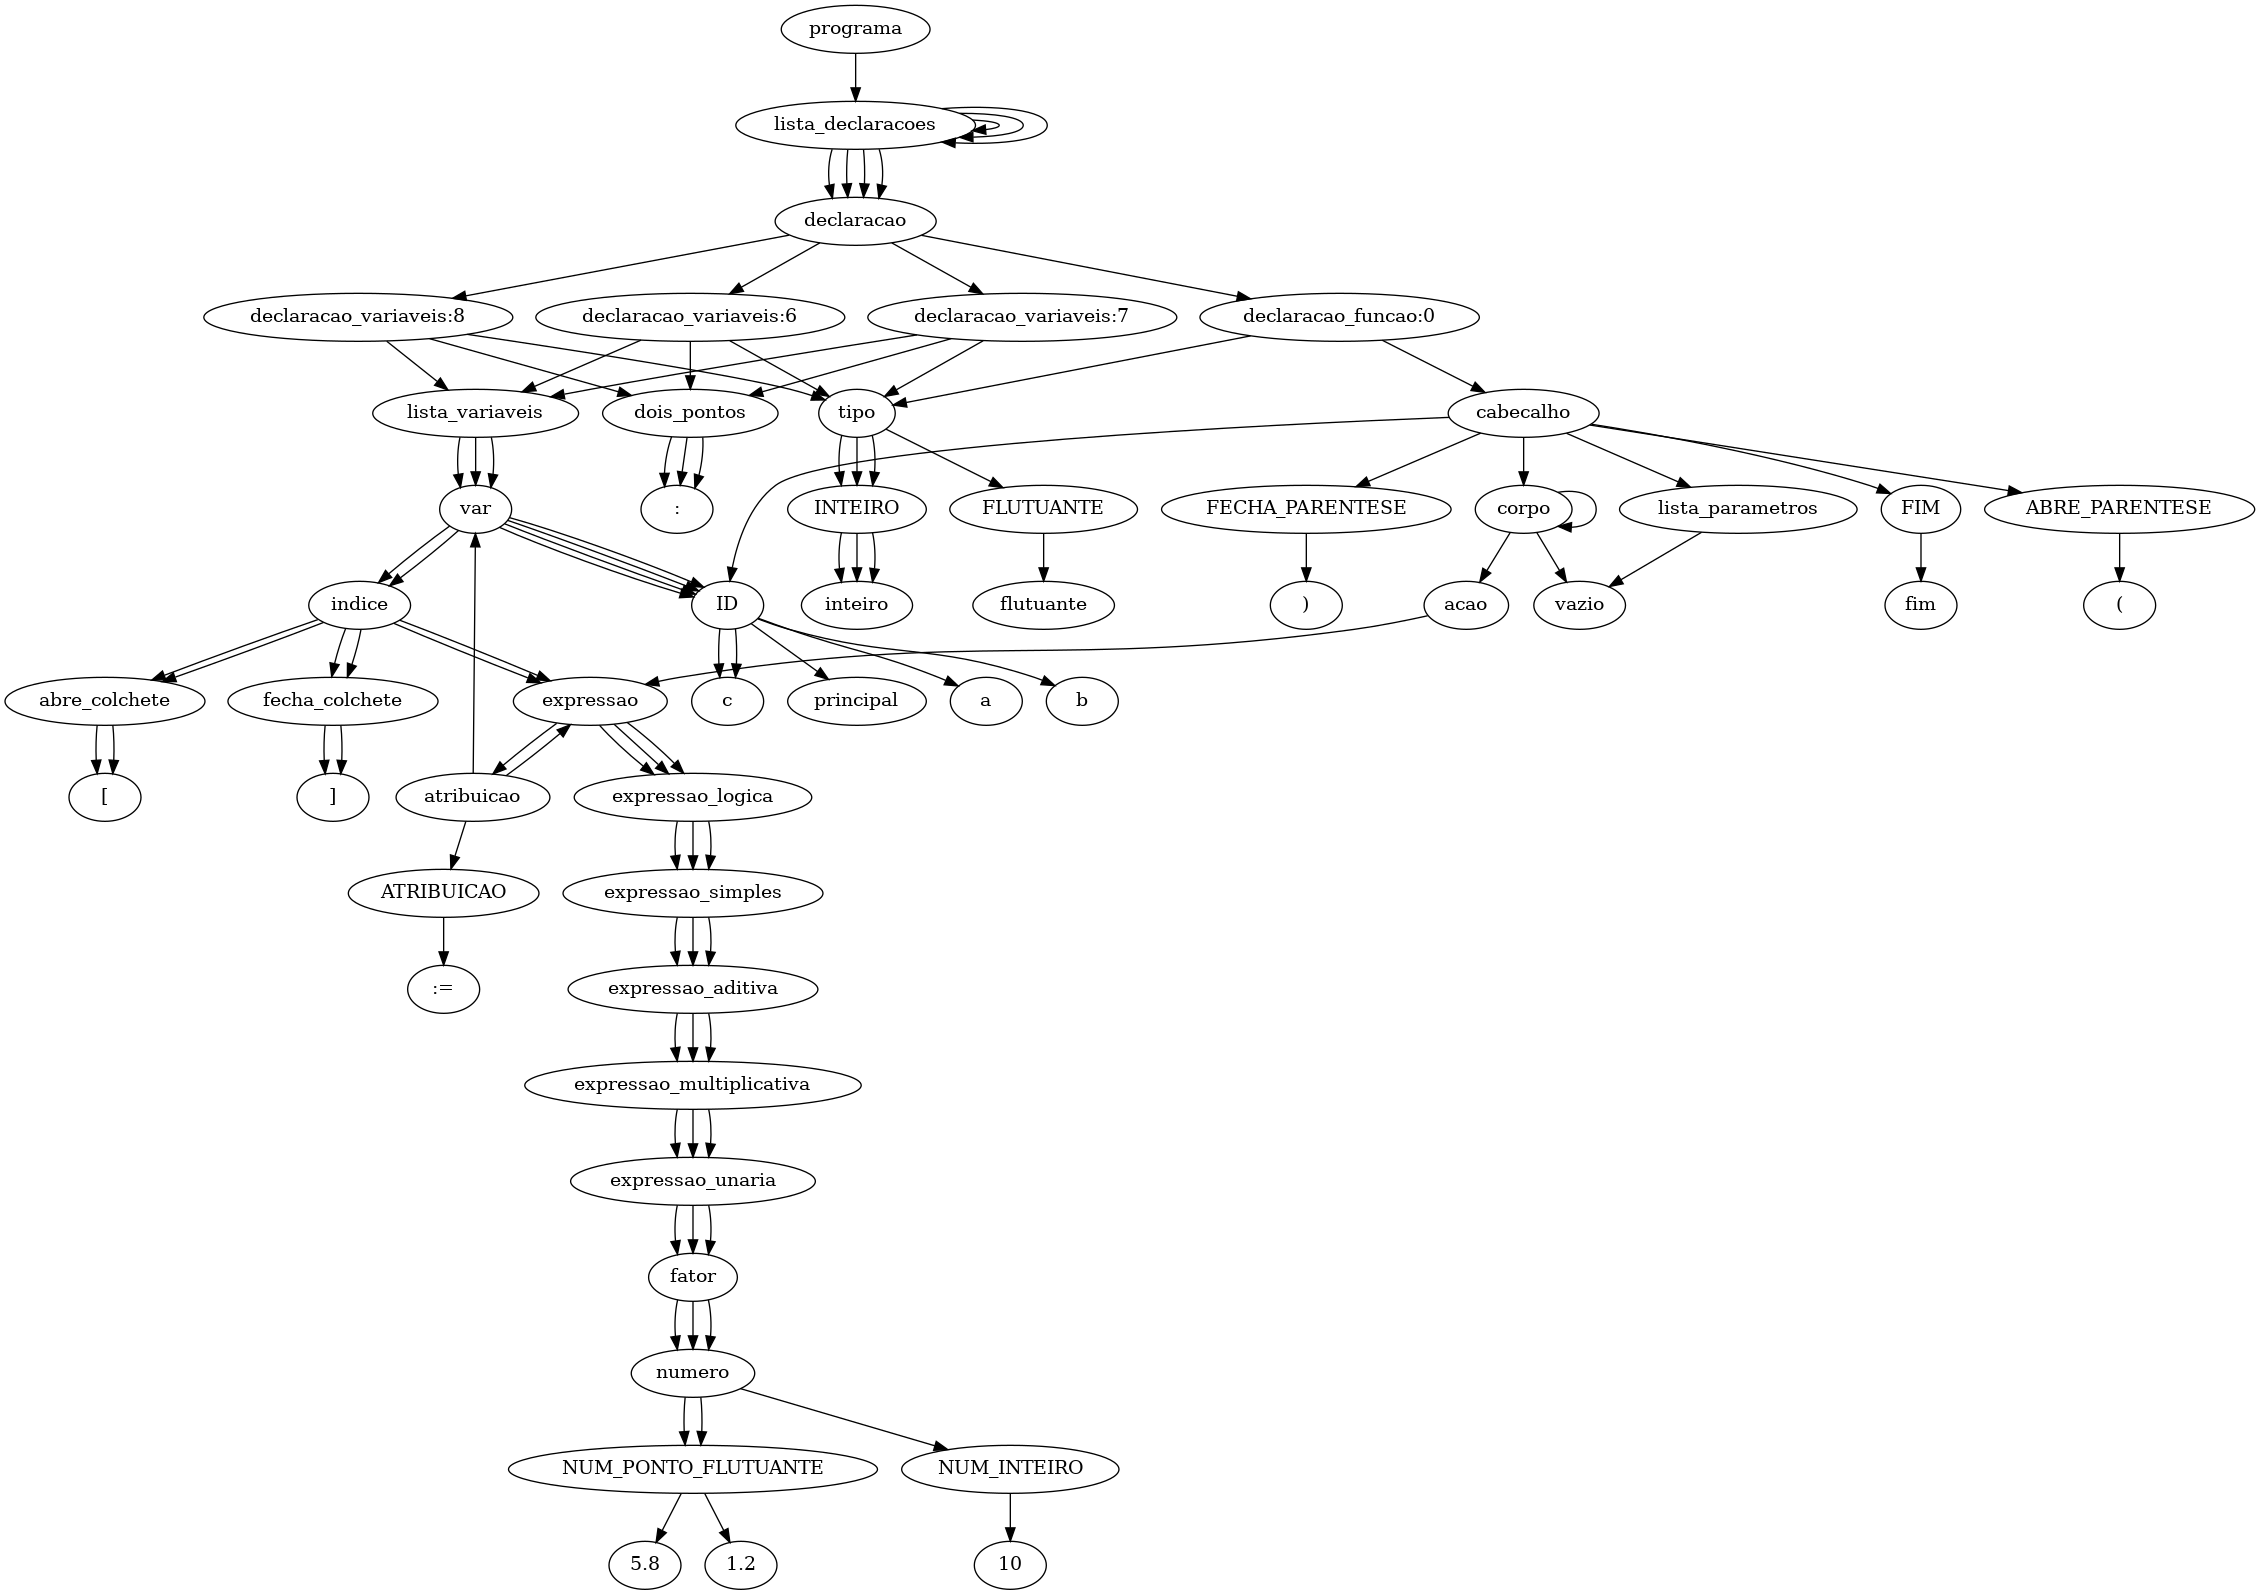 programa
lista_declaracoes
declaracao
declaracao_variaveis:8
declaracao_variaveis:6
declaracao_variaveis:7
declaracao_funcao:0
lista_variaveis
dois_pontos
tipo
cabecalho
var
:
INTEIRO
FLUTUANTE
FECHA_PARENTESE
corpo
lista_parametros
FIM
ABRE_PARENTESE
indice
ID
inteiro
flutuante
)
acao
vazio
fim
(
abre_colchete
fecha_colchete
expressao
c
principal
a
b
[
]
atribuicao
expressao_logica
ATRIBUICAO
expressao_simples
:=
expressao_aditiva
expressao_multiplicativa
expressao_unaria
fator
numero
NUM_PONTO_FLUTUANTE
NUM_INTEIRO
5.8
1.2
10